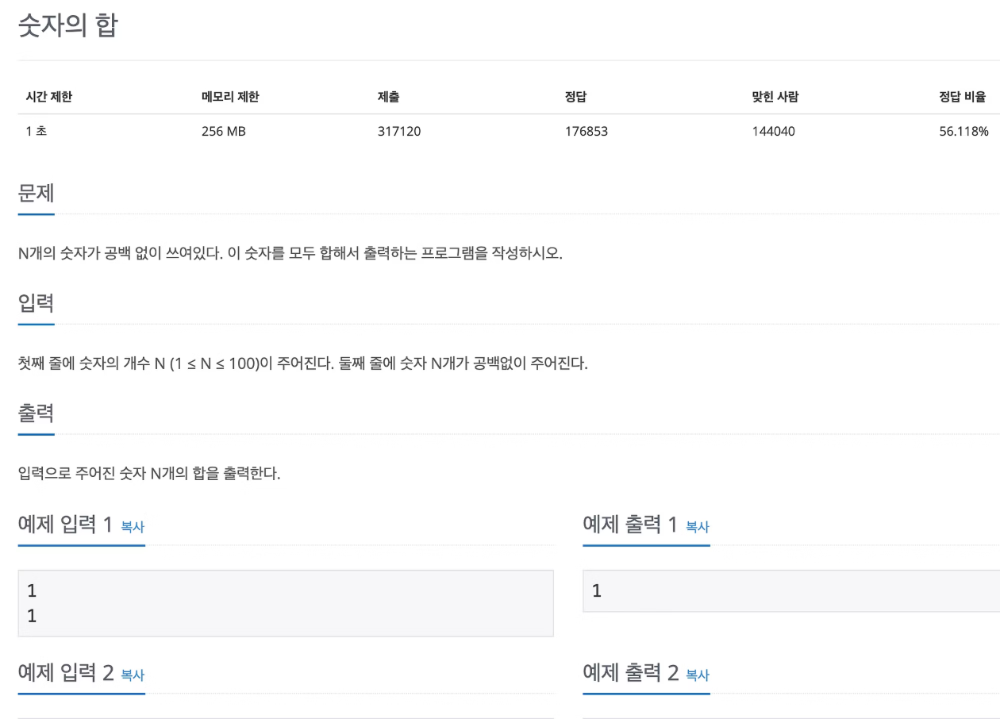 숫자의 합
시간 제한 메모리 제한 제출 정답 맞힌 사람 정답 비율
1 초 256 MB 317120 176853 144040 56.118%
문제
N개의 숫자가 공백 없이 쓰여있다. 이 숫자를 모두 합해서 출력하는 프로그램을 작성하시오.
입력
첫째 줄에 숫자의 개수 N (1 ≤ N ≤ 100)이 주어진다. 둘째 줄에 숫자 N개가 공백없이 주어진다.
출력
입력으로 주어진 숫자 N개의 합을 출력한다.
예제 입력 1 복사
1
1
예제 출력 1 복사
1
예제 입력 2 복사
예제 출력 2 복사